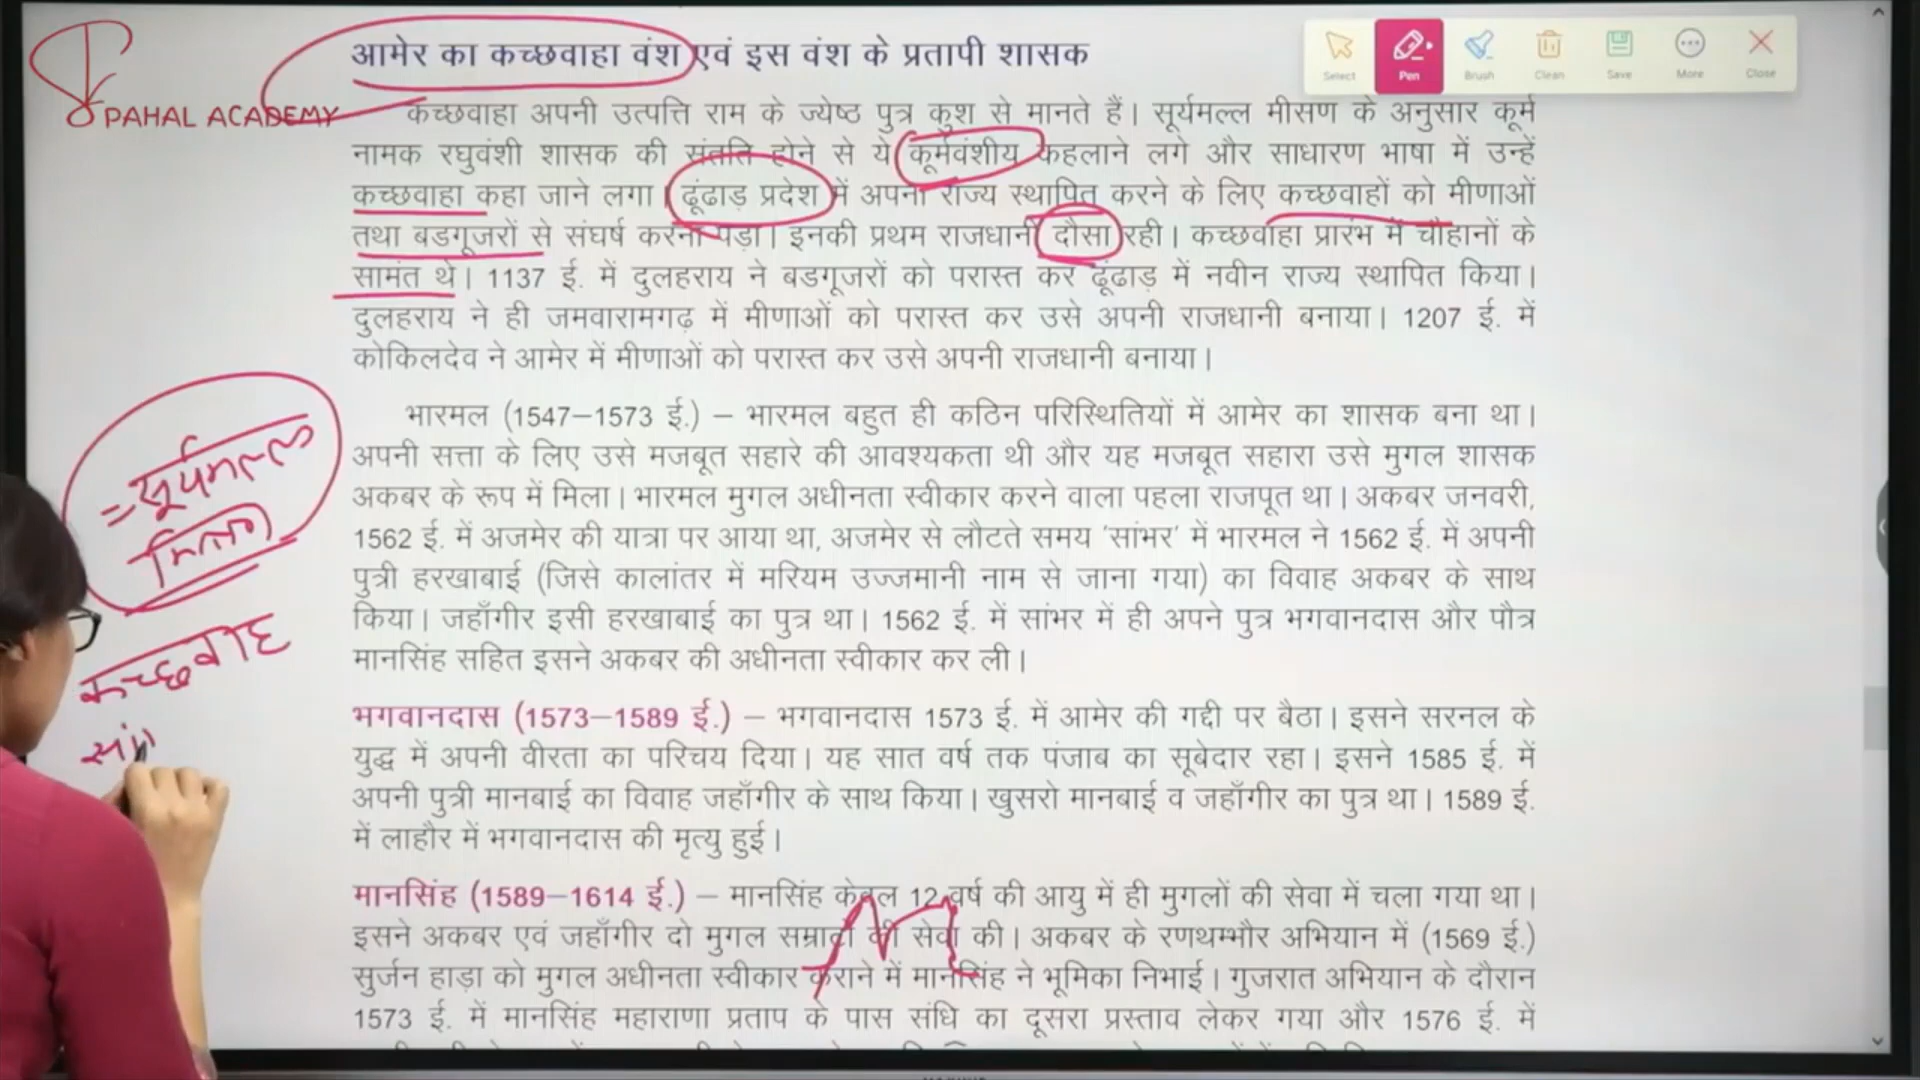 आमेर का कच्छवाहा वंश एवं इस वंश के प्रतापी शासक
Select Pen Brush Clean Save More Close
PAHAL ACADEMY
कच्छवाहा अपनी उत्पत्ति राम के ज्येष्ठ पुत्र कुश से मानते हैं। सूर्यमल्ल मीसण के अनुसार कूर्म
नामक रघुवंशी शासक की संतति होने से ये कूर्मवंशीय कहलाने लगे और साधारण भाषा में उन्हें
कच्छवाहा कहा जाने लगा। ढूंढाड़ प्रदेश में अपना राज्य स्थापित करने के लिए कच्छवाहों को मीणाओं
तथा बडगूजरों से संघर्ष करना पड़ा। इनकी प्रथम राजधानी दौसा रही। कच्छवाहा प्रारंभ में चौहानों के
सामंत थे। 1137 ई. में दुलहराय ने बडगूजरों को परास्त कर ढूंढाड़ में नवीन राज्य स्थापित किया।
दुलहराय ने ही जमवारामगढ़ में मीणाओं को परास्त कर उसे अपनी राजधानी बनाया। 1207 ई. में
कोकिलदेव ने आमेर में मीणाओं को परास्त कर उसे अपनी राजधानी बनाया।
भारमल (1547–1573 ई.) – भारमल बहुत ही कठिन परिस्थितियों में आमेर का शासक बना था।
अपनी सत्ता के लिए उसे मजबूत सहारे की आवश्यकता थी और यह मजबूत सहारा उसे मुगल शासक
अकबर के रूप में मिला। भारमल मुगल अधीनता स्वीकार करने वाला पहला राजपूत था। अकबर जनवरी,
1562 ई. में अजमेर की यात्रा पर आया था, अजमेर से लौटते समय 'सांभर' में भारमल ने 1562 ई. में अपनी
पुत्री हरखाबाई (जिसे कालांतर में मरियम उज्जमानी नाम से जाना गया) का विवाह अकबर के साथ
किया। जहाँगीर इसी हरखाबाई का पुत्र था। 1562 ई. में सांभर में ही अपने पुत्र भगवानदास और पौत्र
मानसिंह सहित इसने अकबर की अधीनता स्वीकार कर ली।
भगवानदास (1573–1589 ई.) – भगवानदास 1573 ई. में आमेर की गद्दी पर बैठा। इसने सरनल के
युद्ध में अपनी वीरता का परिचय दिया। यह सात वर्ष तक पंजाब का सूबेदार रहा। इसने 1585 ई. में
अपनी पुत्री मानबाई का विवाह जहाँगीर के साथ किया। खुसरो मानबाई व जहाँगीर का पुत्र था। 1589 ई.
में लाहौर में भगवानदास की मृत्यु हुई।
मानसिंह (1589–1614 ई.) – मानसिंह केवल 12 वर्ष की आयु में ही मुगलों की सेवा में चला गया था।
इसने अकबर एवं जहाँगीर दो मुगल सम्राटों की सेवा की। अकबर के रणथम्भौर अभियान में (1569 ई.)
सुर्जन हाड़ा को मुगल अधीनता स्वीकार कराने में मानसिंह ने भूमिका निभाई। गुजरात अभियान के दौरान
1573 ई. में मानसिंह महाराणा प्रताप के पास संधि का दूसरा प्रस्ताव लेकर गया और 1576 ई. में
= सूर्यमल्ल
कच्छवाह